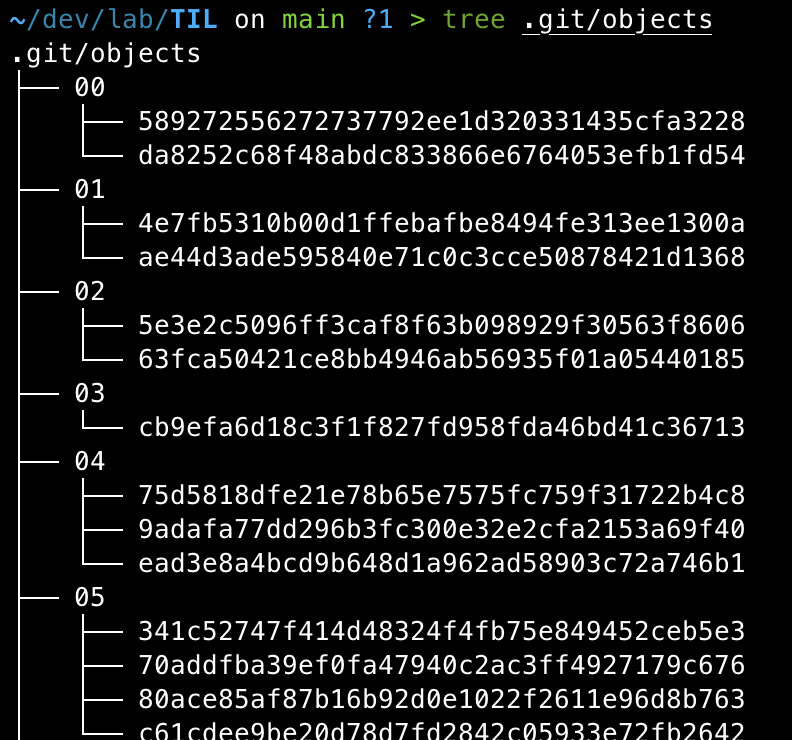 ~/dev/lab/TIL on main ?1 > tree .git/objects
.git/objects
├── 00
│   ├── 589272556272737792ee1d320331435cfa3228
│   └── da8252c68f48abdc833866e6764053efb1fd54
├── 01
│   ├── 4e7fb5310b00d1ffebafbe8494fe313ee1300a
│   └── ae44d3ade595840e71c0c3cce50878421d1368
├── 02
│   ├── 5e3e2c5096ff3caf8f63b098929f30563f8606
│   └── 63fca50421ce8bb4946ab56935f01a05440185
├── 03
│   └── cb9efa6d18c3f1f827fd958fda46bd41c36713
├── 04
│   ├── 75d5818dfe21e78b65e7575fc759f31722b4c8
│   ├── 9adafa77dd296b3fc300e32e2cfa2153a69f40
│   └── ead3e8a4bcd9b648d1a962ad58903c72a746b1
├── 05
│   ├── 341c52747f414d48324f4fb75e849452ceb5e3
│   ├── 70addfba39ef0fa47940c2ac3ff4927179c676
│   ├── 80ace85af87b16b92d0e1022f2611e96d8b763
│   └── c61cdee9be20d78d7fd2842c05933e72fb2642